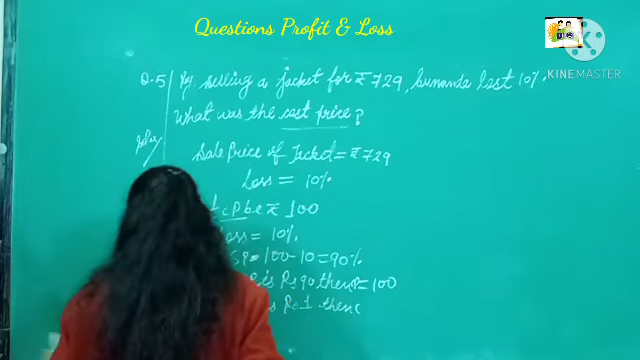 Questions Profit & Loss
KINEMASTER
Q-5 By selling a jacket for ₹729, Sunanda lost 10%.
What was the cost price?
Sale Price of Jacket = ₹729
Loss = 10%
CP be ₹100
Loss = 10%
SP = 100-10=90%
is Rs 90 then = 100
Rs 1 then